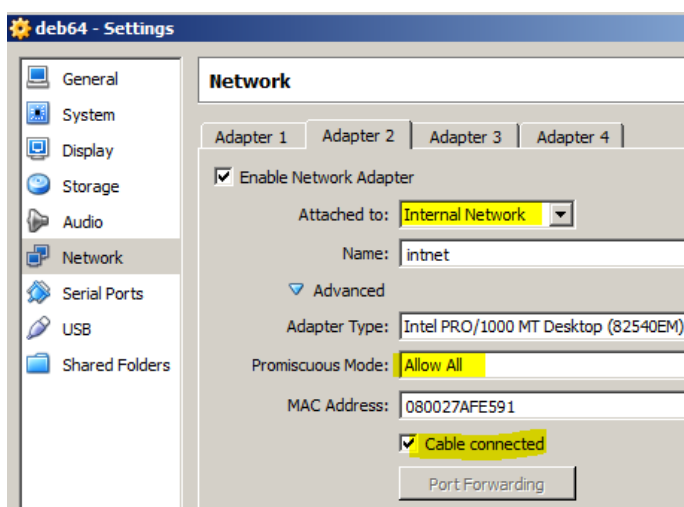 deb64 - Settings
General
System
Display
Storage
Audio
Network
Serial Ports
USB
Shared Folders
Network
Adapter 1 Adapter 2 Adapter 3 Adapter 4
Enable Network Adapter
Attached to: Internal Network
Name: intnet
Advanced
Adapter Type: Intel PRO/1000 MT Desktop (82540EM)
Promiscuous Mode: Allow All
MAC Address: 080027AFE591
Cable connected
Port Forwarding